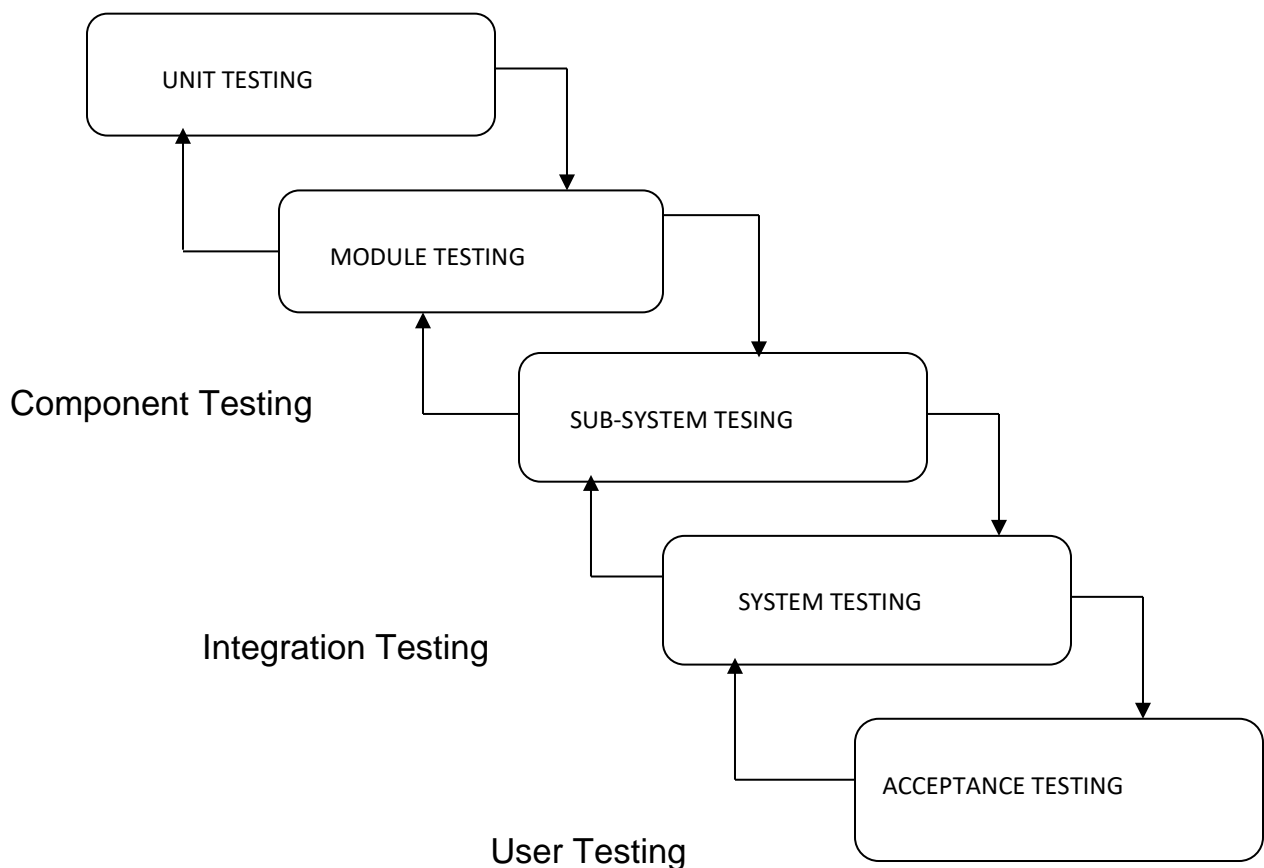 UNIT TESTING
MODULE TESTING
Component Testing
SUB-SYSTEM TESING
SYSTEM TESTING
Integration Testing
ACCEPTANCE TESTING
User Testing